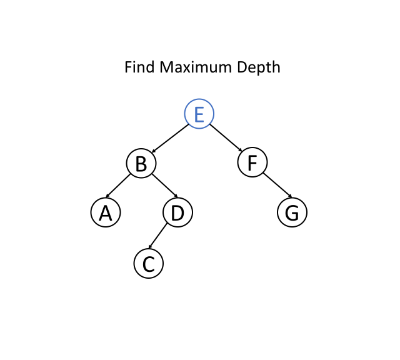 Find Maximum Depth
E
B F
A D G
C